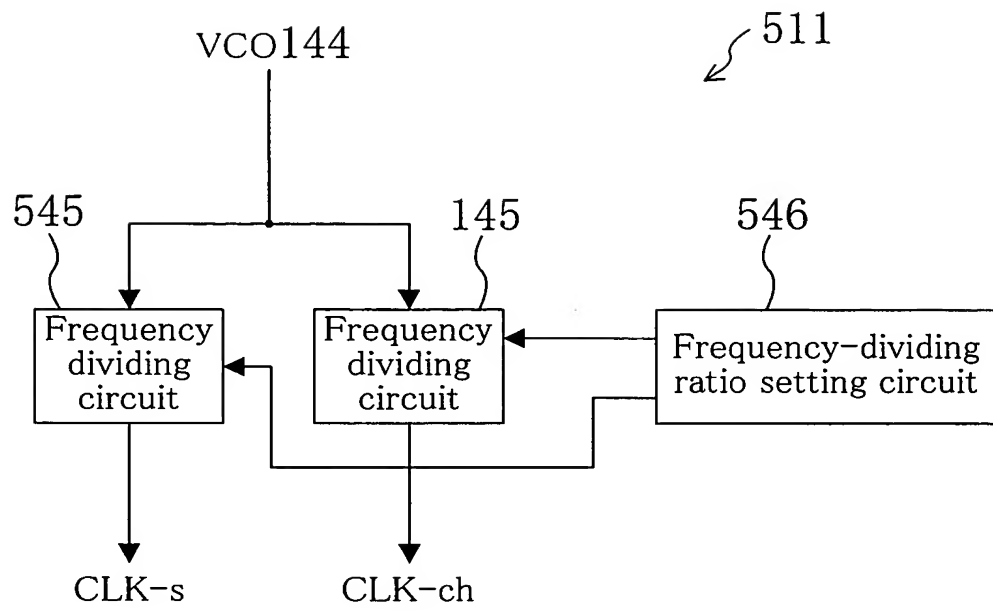 511
VCO144
545
145
546
Frequency
dividing
circuit
Frequency
dividing
circuit
Frequency-dividing
ratio setting circuit
CLK-s
CLK-ch